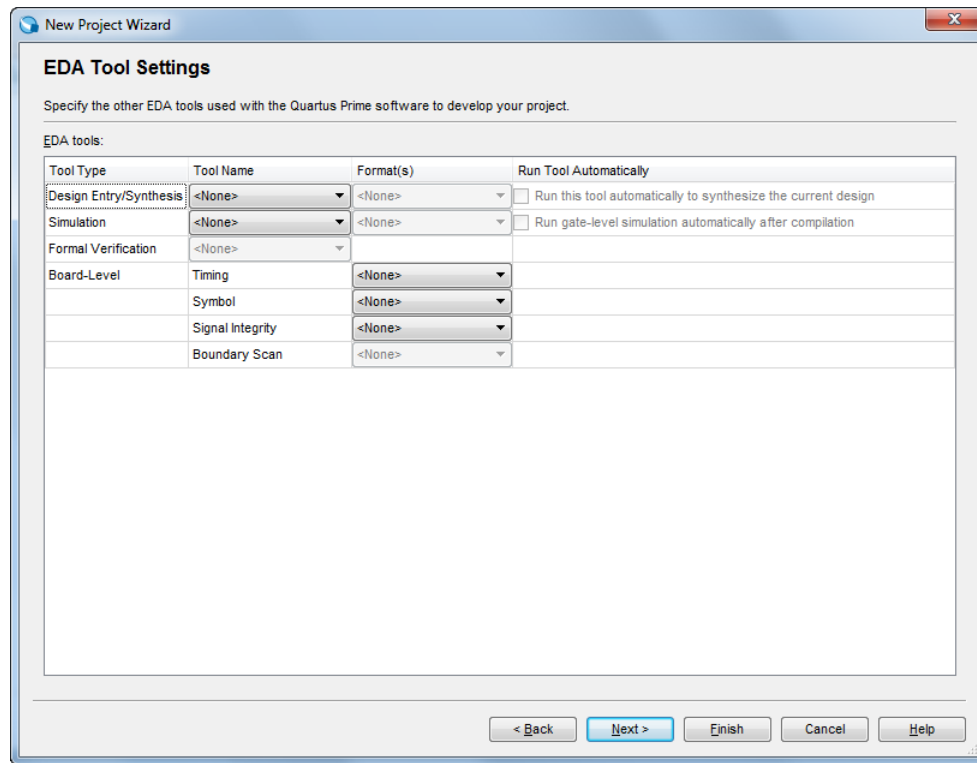 New Project Wizard
EDA Tool Settings
Specify the other EDA tools used with the Quartus Prime software to develop your project.
EDA tools:
Tool Type Tool Name Format(s) Run Tool Automatically
Design Entry/Synthesis <None> <None> Run this tool automatically to synthesize the current design
Simulation <None> <None> Run gate-level simulation automatically after compilation
Formal Verification <None>
Board-Level Timing <None>
Symbol <None>
Signal Integrity <None>
Boundary Scan <None>
< Back Next > Finish Cancel Help